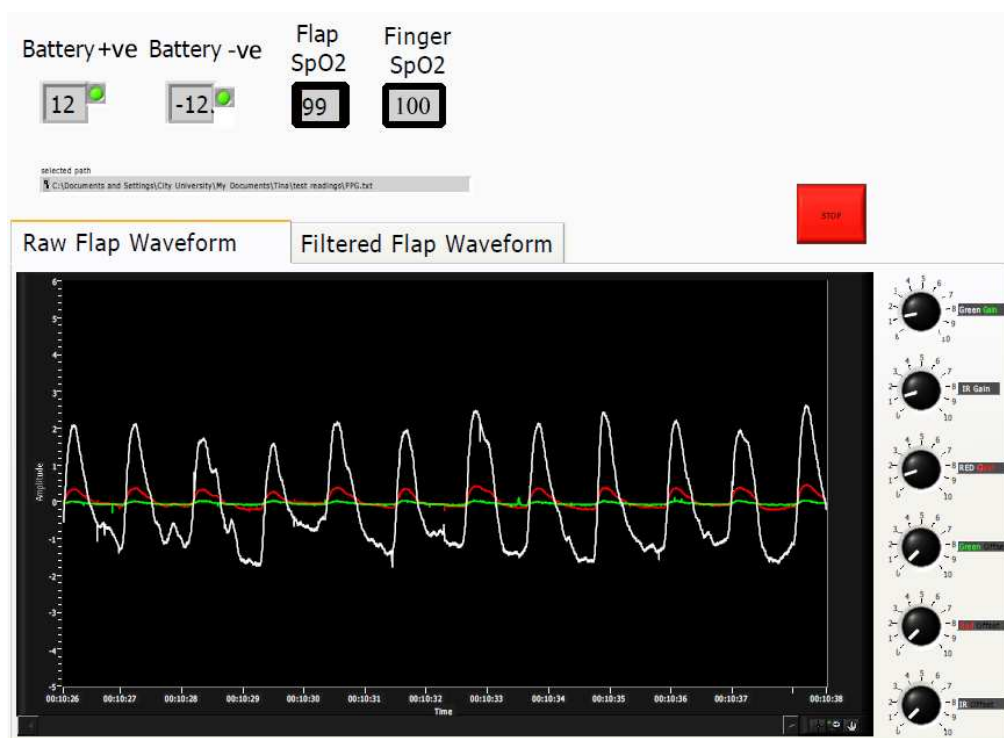 Battery +ve Battery -ve Flap SpO2 Finger SpO2
12 -12. 99 100
selected path
C:\Documents and Settings\City University\My Documents\Tina\test readings\PPG.txt
STOP
Raw Flap Waveform Filtered Flap Waveform
Amplitude
6
5
4
3
2
1
0
-1
-2
-3
-4
-5
00:10:26 00:10:27 00:10:28 00:10:29 00:10:30 00:10:31 00:10:32 00:10:33 00:10:34 00:10:35 00:10:36 00:10:37 00:10:38
Time
Green Gain
IR Gain
RED Gain
Green Offset
Red Offset
IR Offset